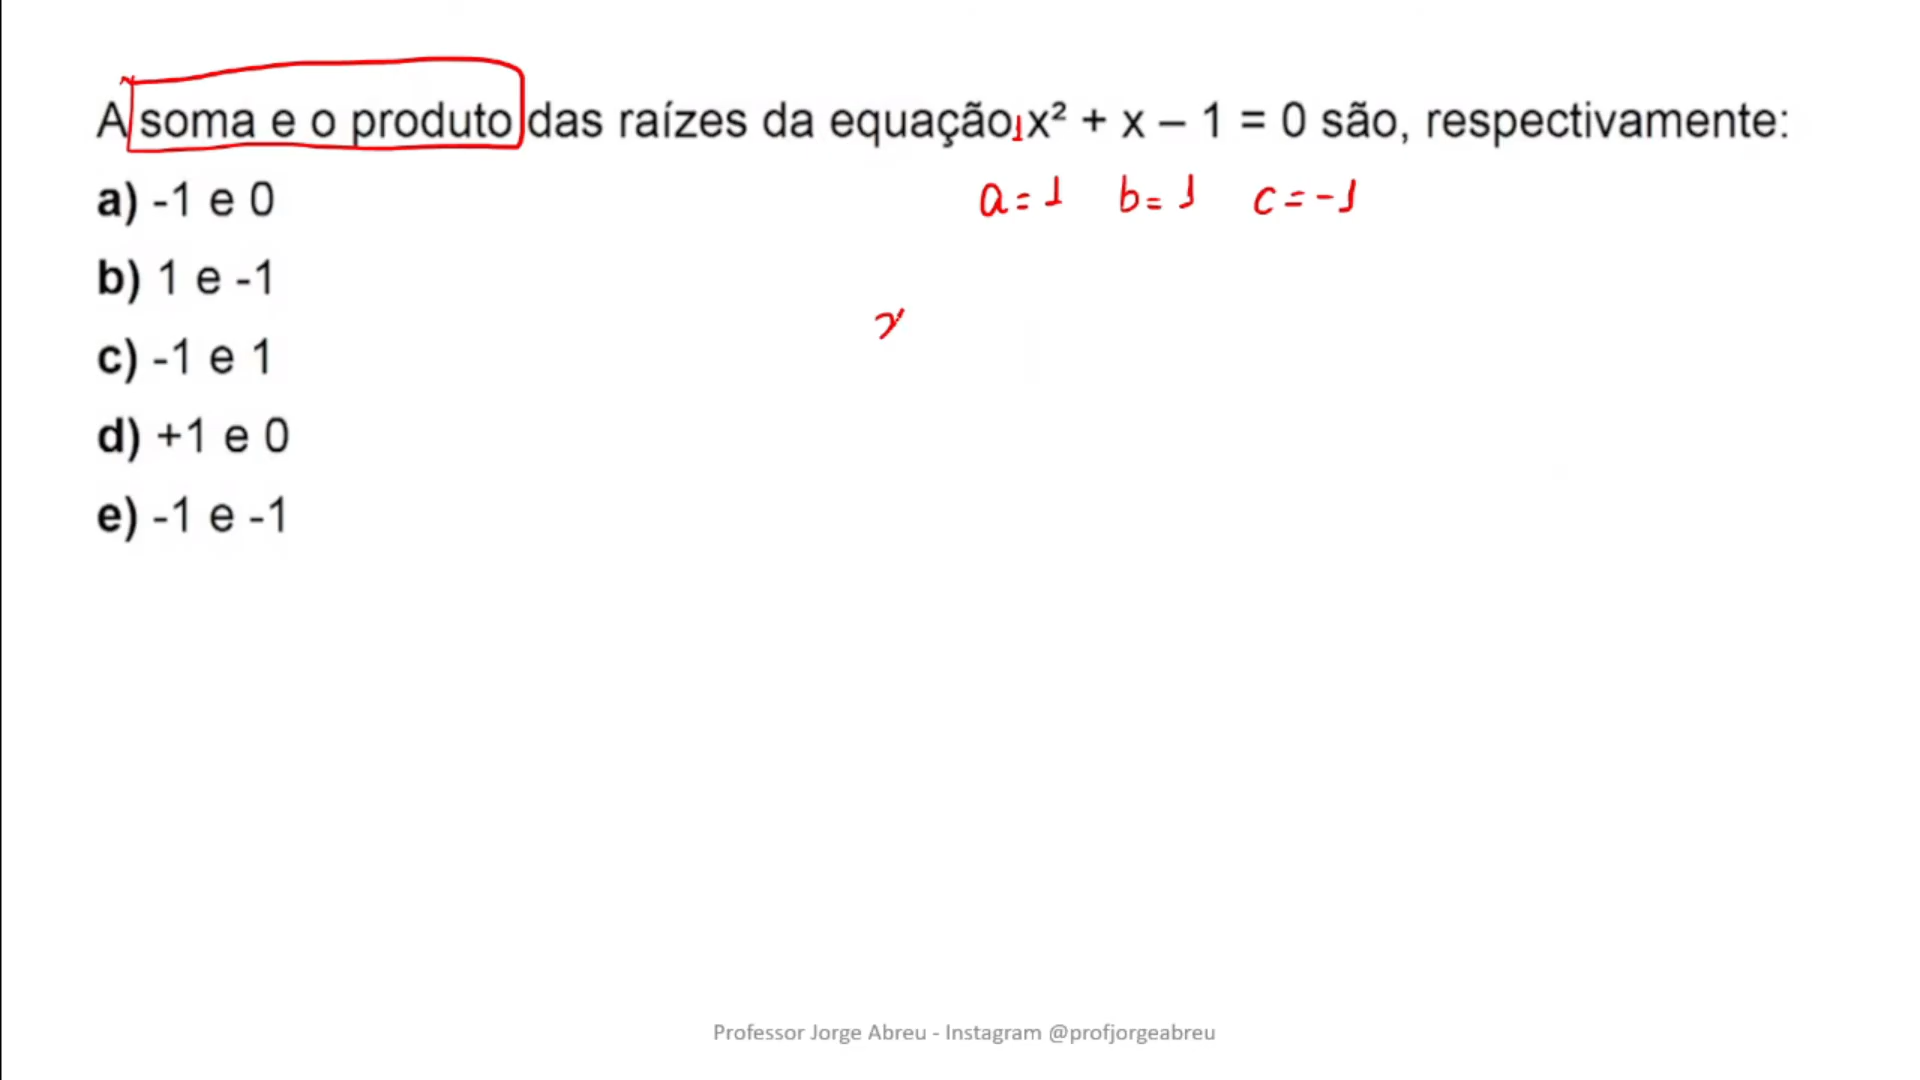 A soma e o produto das raízes da equação 1x² + x – 1 = 0 são, respectivamente:
a) -1 e 0
a = 1 b = 1 c = -1
b) 1 e -1
x
c) -1 e 1
d) +1 e 0
e) -1 e -1
Professor Jorge Abreu - Instagram @profjorgeabreu